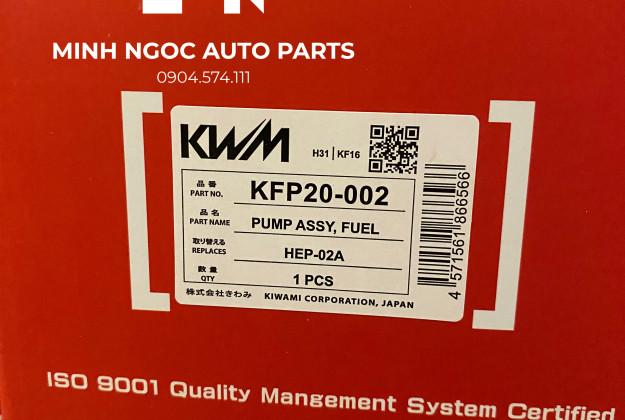 MINH NGOC AUTO PARTS
0904.574.111
KWM
H31 | KF16
品番
PART NO.
KFP20-002
品名
PART NAME
PUMP ASSY, FUEL
取り替える
REPLACES
HEP-02A
数量
QTY
1 PCS
株式会社きわみ KIWAMI CORPORATION, JAPAN
4 571561 866566
ISO 9001 Quality Mangement System Certified